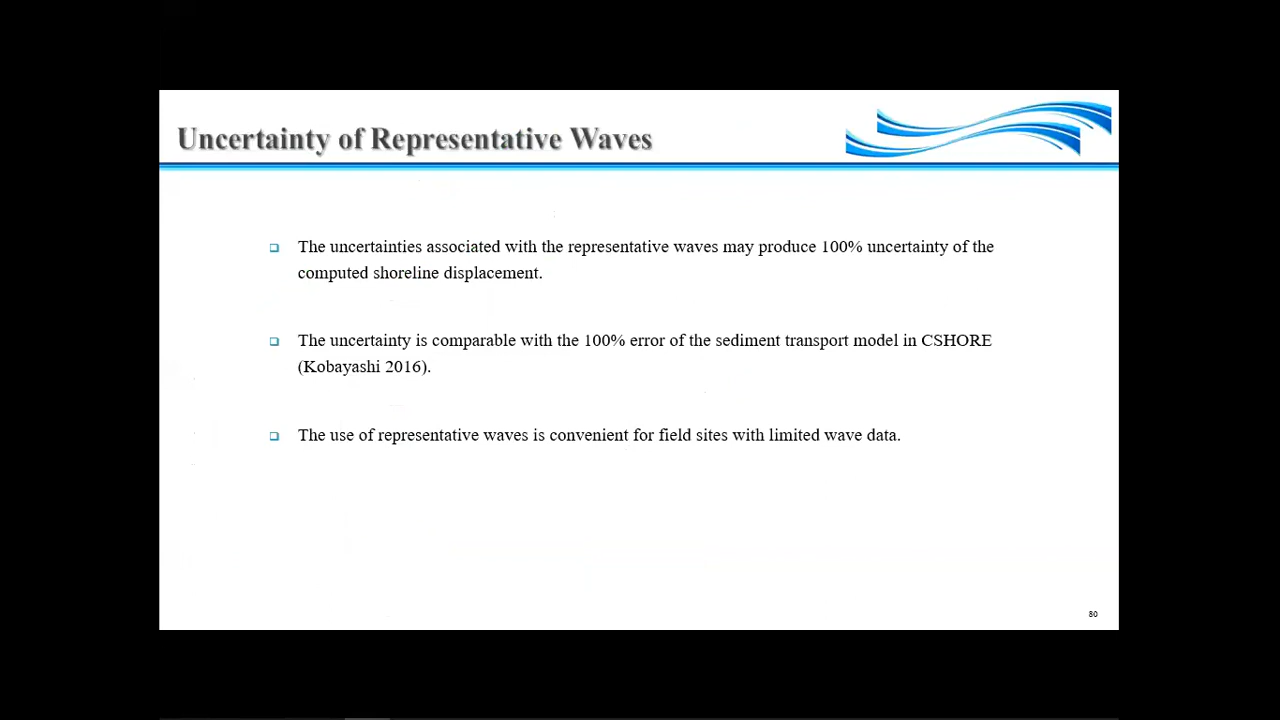 Uncertainty of Representative Waves
The uncertainties associated with the representative waves may produce 100% uncertainty of the
computed shoreline displacement.
The uncertainty is comparable with the 100% error of the sediment transport model in CSHORE
(Kobayashi 2016).
The use of representative waves is convenient for field sites with limited wave data.
80